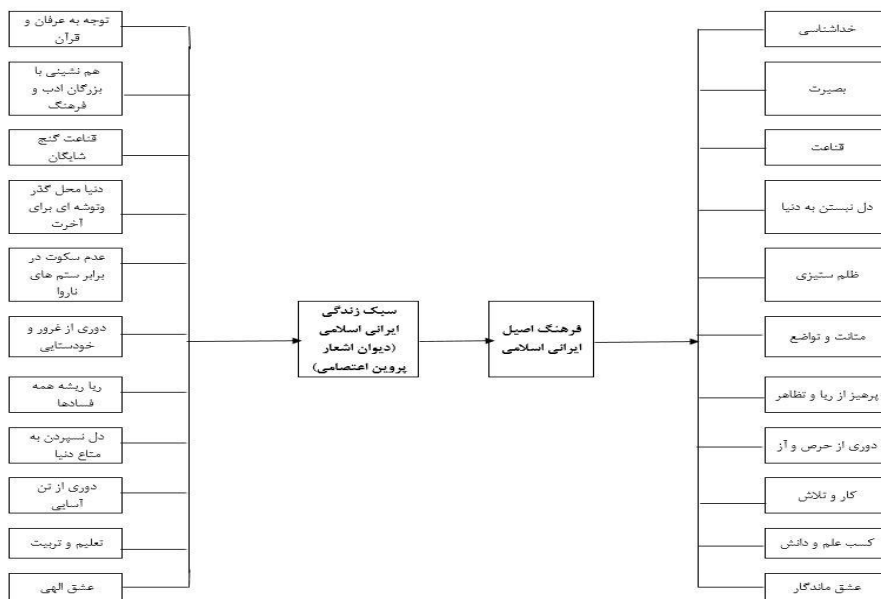 خداشناسی
بصیرت
قناعت
دل نبستن به دنیا
ظلم ستیزی
متانت و تواضع
پرهیز از ریا و تظاهر
دوری از حرص و آز
کار و تلاش
کسب علم و دانش
عشق ماندگار
فرهنگ اصیل
ایرانی اسلامی
سبک زندگی
ایرانی اسلامی
(دیوان اشعار
پروین اعتصامی)
توجه به عرفان و
قرآن
هم نشینی با
بزرگان ادب و
فرهنگ
قناعت گنج
شایگان
دنیا محل گذر
وتوشه ای برای
آخرت
عدم سکوت در
برابر ستم های
ناروا
دوری از غرور و
خودستایی
ریا ریشه همه
فسادها
دل نسپردن به
متاع دنیا
دوری از تن
آسایی
تعلیم و تربیت
عشق الهی